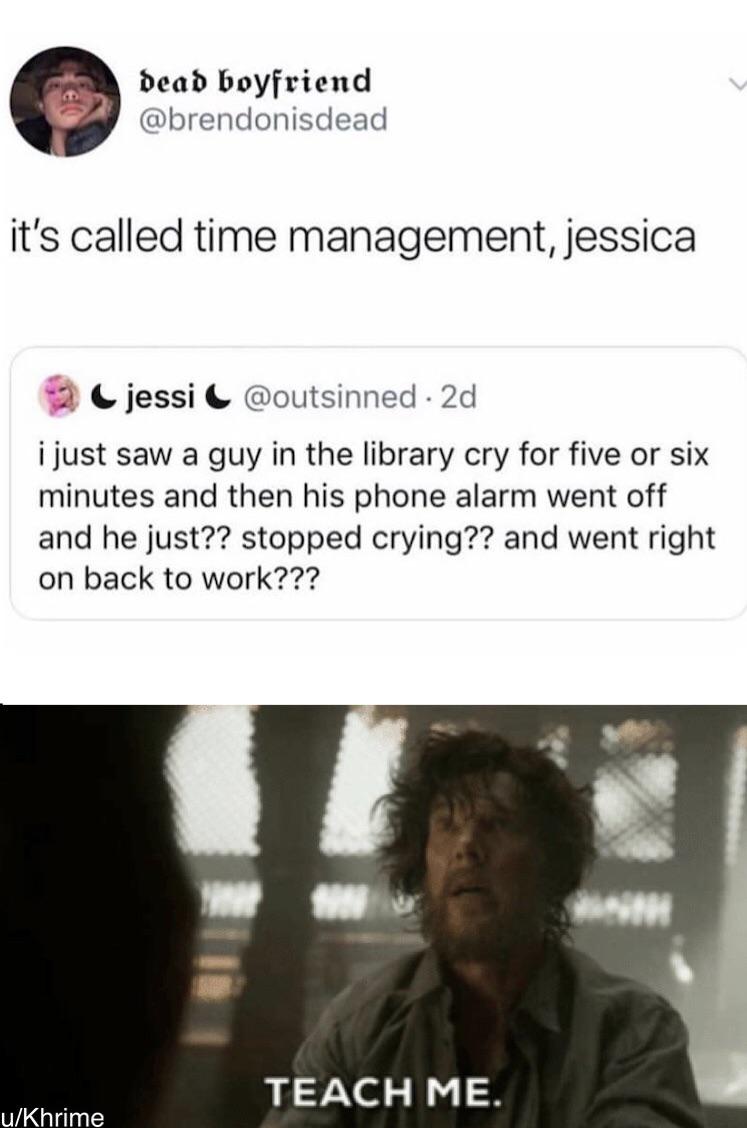 dead boyfriend
@brendonisdead
it's called time management, jessica
jessi @outsinned · 2d
i just saw a guy in the library cry for five or six
minutes and then his phone alarm went off
and he just?? stopped crying?? and went right
on back to work???
TEACH ME.
u/Khrime